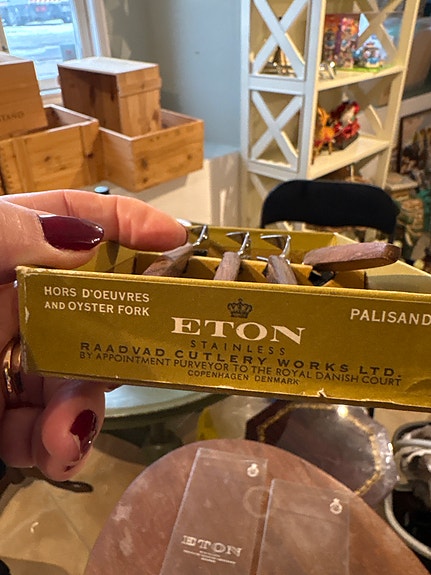 HORS D'OEUVRES
AND OYSTER FORK
ETON
STAINLESS
RAADVAD CUTLERY WORKS LTD.
BY APPOINTMENT PURVEYOR TO THE ROYAL DANISH COURT
COPENHAGEN DENMARK
PALISAND
ETON